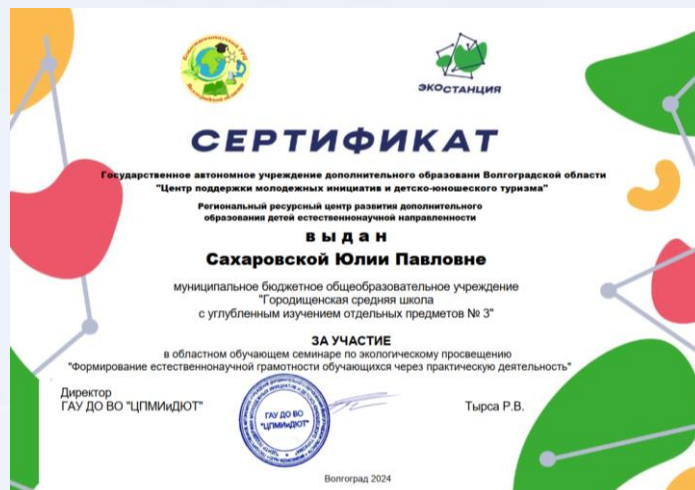 ЭКОСТАНЦИЯ
СЕРТИФИКАТ
Государственное автономное учреждение дополнительного образовани Волгоградской области
"Центр поддержки молодежных инициатив и детско-юношеского туризма"
Региональный ресурсный центр развития дополнительного
образования детей естественнонаучной направленности
выдан
Сахаровской Юлии Павловне
муниципальное бюджетное общеобразовательное учреждение
"Городищенская средняя школа
с углубленным изучением отдельных предметов № 3"
ЗА УЧАСТИЕ
в областном обучающем семинаре по экологическому просвещению
"Формирование естественнонаучной грамотности обучающихся через практическую деятельность"
Директор
ГАУ ДО ВО "ЦПМИиДЮТ"
ГАУ ДО ВО
"ЦПМИиДЮТ"
Тырса Р.В.
Волгоград 2024